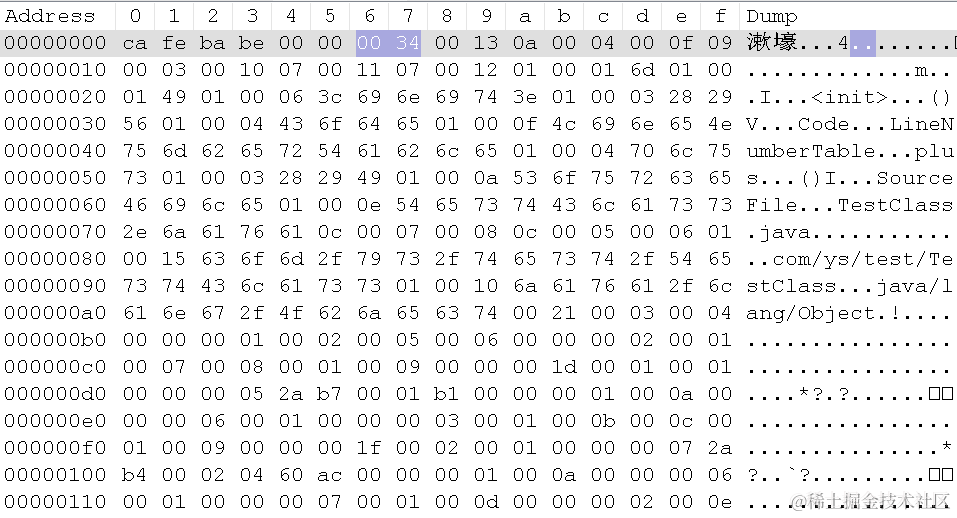 Address 0 1 2 3 4 5 6 7 8 9 a b c d e f Dump
00000000 ca fe ba be 00 00 00 34 00 13 0a 00 04 00 0f 09 漱壕...4........□
00000010 00 03 00 10 07 00 11 07 00 12 01 00 01 6d 01 00 .............m..
00000020 01 49 01 00 06 3c 69 6e 69 74 3e 01 00 03 28 29 .I...<init>...()
00000030 56 01 00 04 43 6f 64 65 01 00 0f 4c 69 6e 65 4e V...Code...LineN
00000040 75 6d 62 65 72 54 61 62 6c 65 01 00 04 70 6c 75 umberTable...plu
00000050 73 01 00 03 28 29 49 01 00 0a 53 6f 75 72 63 65 s...()I...Source
00000060 46 69 6c 65 01 00 0e 54 65 73 74 43 6c 61 73 73 File...TestClass
00000070 2e 6a 61 76 61 0c 00 07 00 08 0c 00 05 00 06 01 .java...........
00000080 00 15 63 6f 6d 2f 79 73 2f 74 65 73 74 2f 54 65 ..com/ys/test/Te
00000090 73 74 43 6c 61 73 73 01 00 10 6a 61 76 61 2f 6c stClass...java/l
000000a0 61 6e 67 2f 4f 62 6a 65 63 74 00 21 00 03 00 04 ang/Object.!....
000000b0 00 00 00 01 00 02 00 05 00 06 00 00 00 02 00 01 ................
000000c0 00 07 00 08 00 01 00 09 00 00 00 1d 00 01 00 01 ................
000000d0 00 00 00 05 2a b7 00 01 b1 00 00 00 01 00 0a 00 ....*?.?......□□
000000e0 00 00 06 00 01 00 00 00 03 00 01 00 0b 00 0c 00 ................
000000f0 01 00 09 00 00 00 1f 00 02 00 01 00 00 00 07 2a ...............*
00000100 b4 00 02 04 60 ac 00 00 00 01 00 0a 00 00 00 06 ?..`?.........□□
00000110 00 01 00 00 00 07 00 01 00 0d 00 00 00 02 00 0e ................
@稀土掘金技术社区